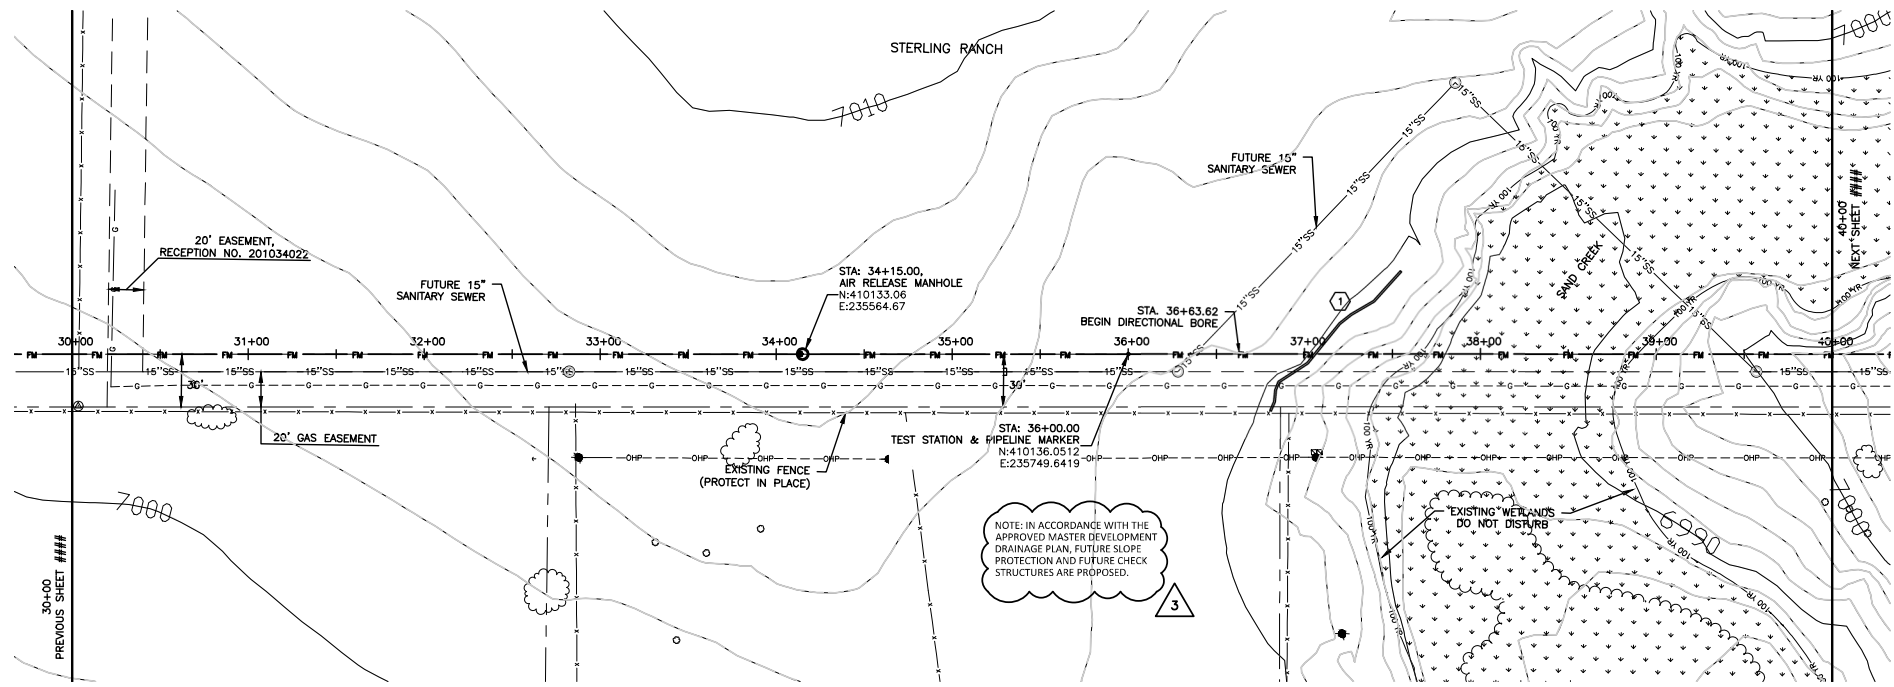 STERLING RANCH
7010
7000
20' EASEMENT,
RECEPTION NO. 201034022
FUTURE 15"
SANITARY SEWER
STA: 34+15.00,
AIR RELEASE MANHOLE
N:410133.06
E:235564.67
FUTURE 15"
SANITARY SEWER
STA. 36+63.62
BEGIN DIRECTIONAL BORE
1
SAND CREEK
40+00
NEXT SHEET ####
30+00
31+00
32+00
33+00
34+00
35+00
36+00
37+00
38+00
39+00
40+00
FM
15"SS
G
30'
30'
20' GAS EASEMENT
EXISTING FENCE
(PROTECT IN PLACE)
OHP
STA: 36+00.00
TEST STATION & PIPELINE MARKER
N:410136.0512
E:235749.6419
NOTE: IN ACCORDANCE WITH THE
APPROVED MASTER DEVELOPMENT
DRAINAGE PLAN, FUTURE SLOPE
PROTECTION AND FUTURE CHECK
STRUCTURES ARE PROPOSED.
3
EXISTING WETLANDS
DO NOT DISTURB
100 YR
6990
7000
30+00
PREVIOUS SHEET ####